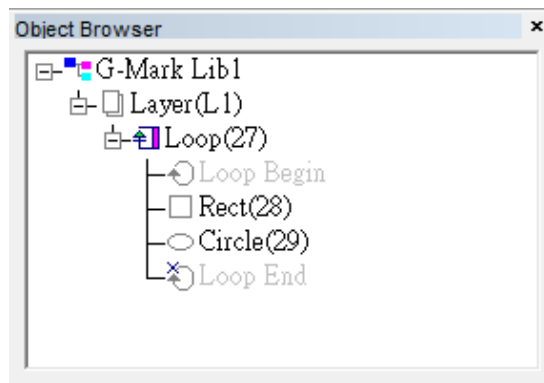 Object Browser
G-Mark Lib1
Layer(L1)
Loop(27)
Loop Begin
Rect(28)
Circle(29)
Loop End